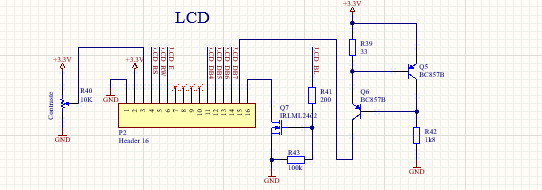 LCD
+3.3V
+3.3V
+3.3V
LCD_RS
LCD_RW
LCD_E
LCD_DB4
LCD_DB5
LCD_DB6
LCD_DB7
LCD_BL
R39
33
Q5
BC857B
Q6
BC857B
R40
10K
Contraste
GND
R41
200
Q7
1
2
3
4
5
6
7
8
9
10
11
12
13
14
15
16
P2
Header 16
R42
1k8
R43
100k
GND
GND
GND